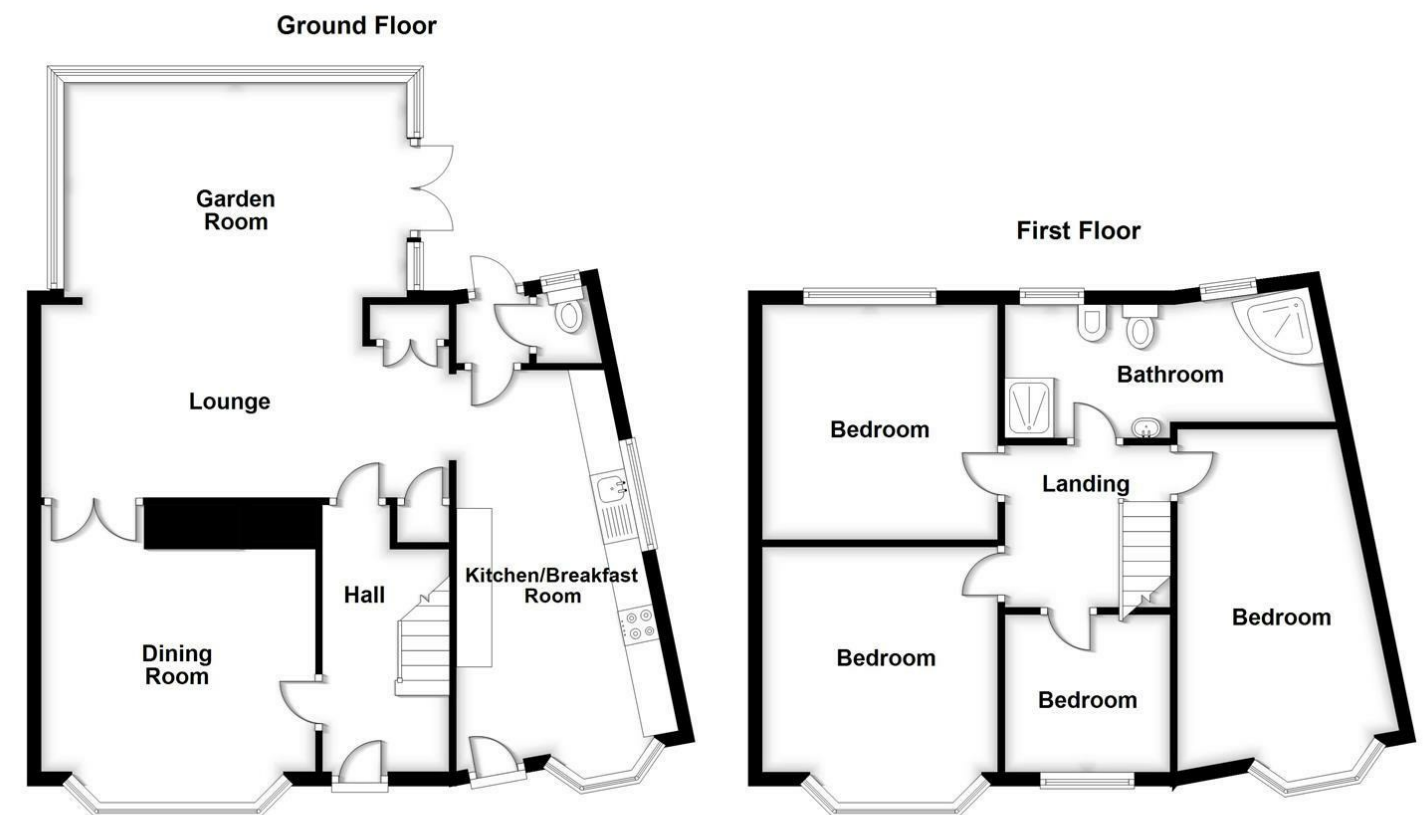 Ground Floor
Garden
Room
Lounge
Hall
Kitchen/Breakfast
Room
Dining
Room
First Floor
Bathroom
Bedroom
Landing
Bedroom
Bedroom
Bedroom